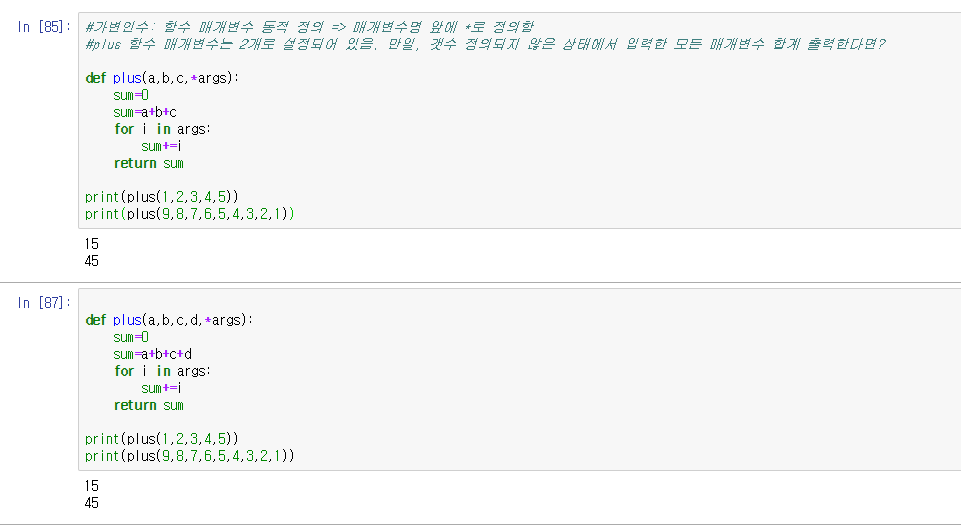 In [85]:
#가변인수: 함수 매개변수 동적 정의 => 매개변수명 앞에 *로 정의함
#plus 함수 매개변수는 2개로 설정되어 있음. 만일, 갯수 정의되지 않은 상태에서 입력한 모든 매개변수 합계 출력한다면?
def plus(a,b,c,*args):
    sum=0
    sum=a+b+c
    for i in args:
        sum+=i
    return sum
print(plus(1,2,3,4,5))
print(plus(9,8,7,6,5,4,3,2,1))
15
45
In [87]:
def plus(a,b,c,d,*args):
    sum=0
    sum=a+b+c+d
    for i in args:
        sum+=i
    return sum
print(plus(1,2,3,4,5))
print(plus(9,8,7,6,5,4,3,2,1))
15
45